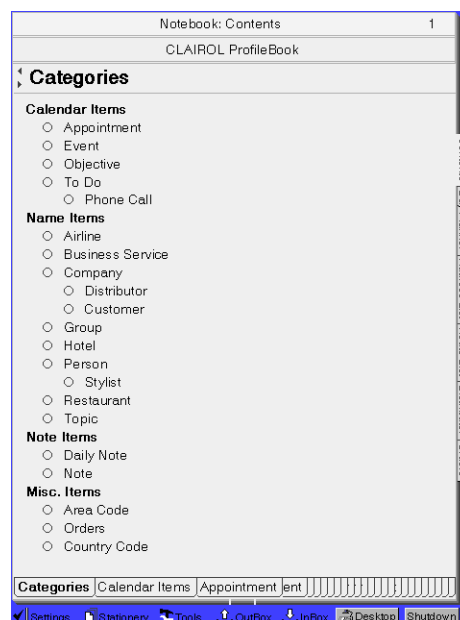 Notebook: Contents 1
CLAIROL ProfileBook
Categories
Calendar Items
Appointment
Event
Objective
To Do
Phone Call
Name Items
Airline
Business Service
Company
Distributor
Customer
Group
Hotel
Person
Stylist
Restaurant
Topic
Note Items
Daily Note
Note
Misc. Items
Area Code
Orders
Country Code
Categories Calendar Items Appointment ent
Settings Stationery Tools OutBox InBox Desktop Shutdown